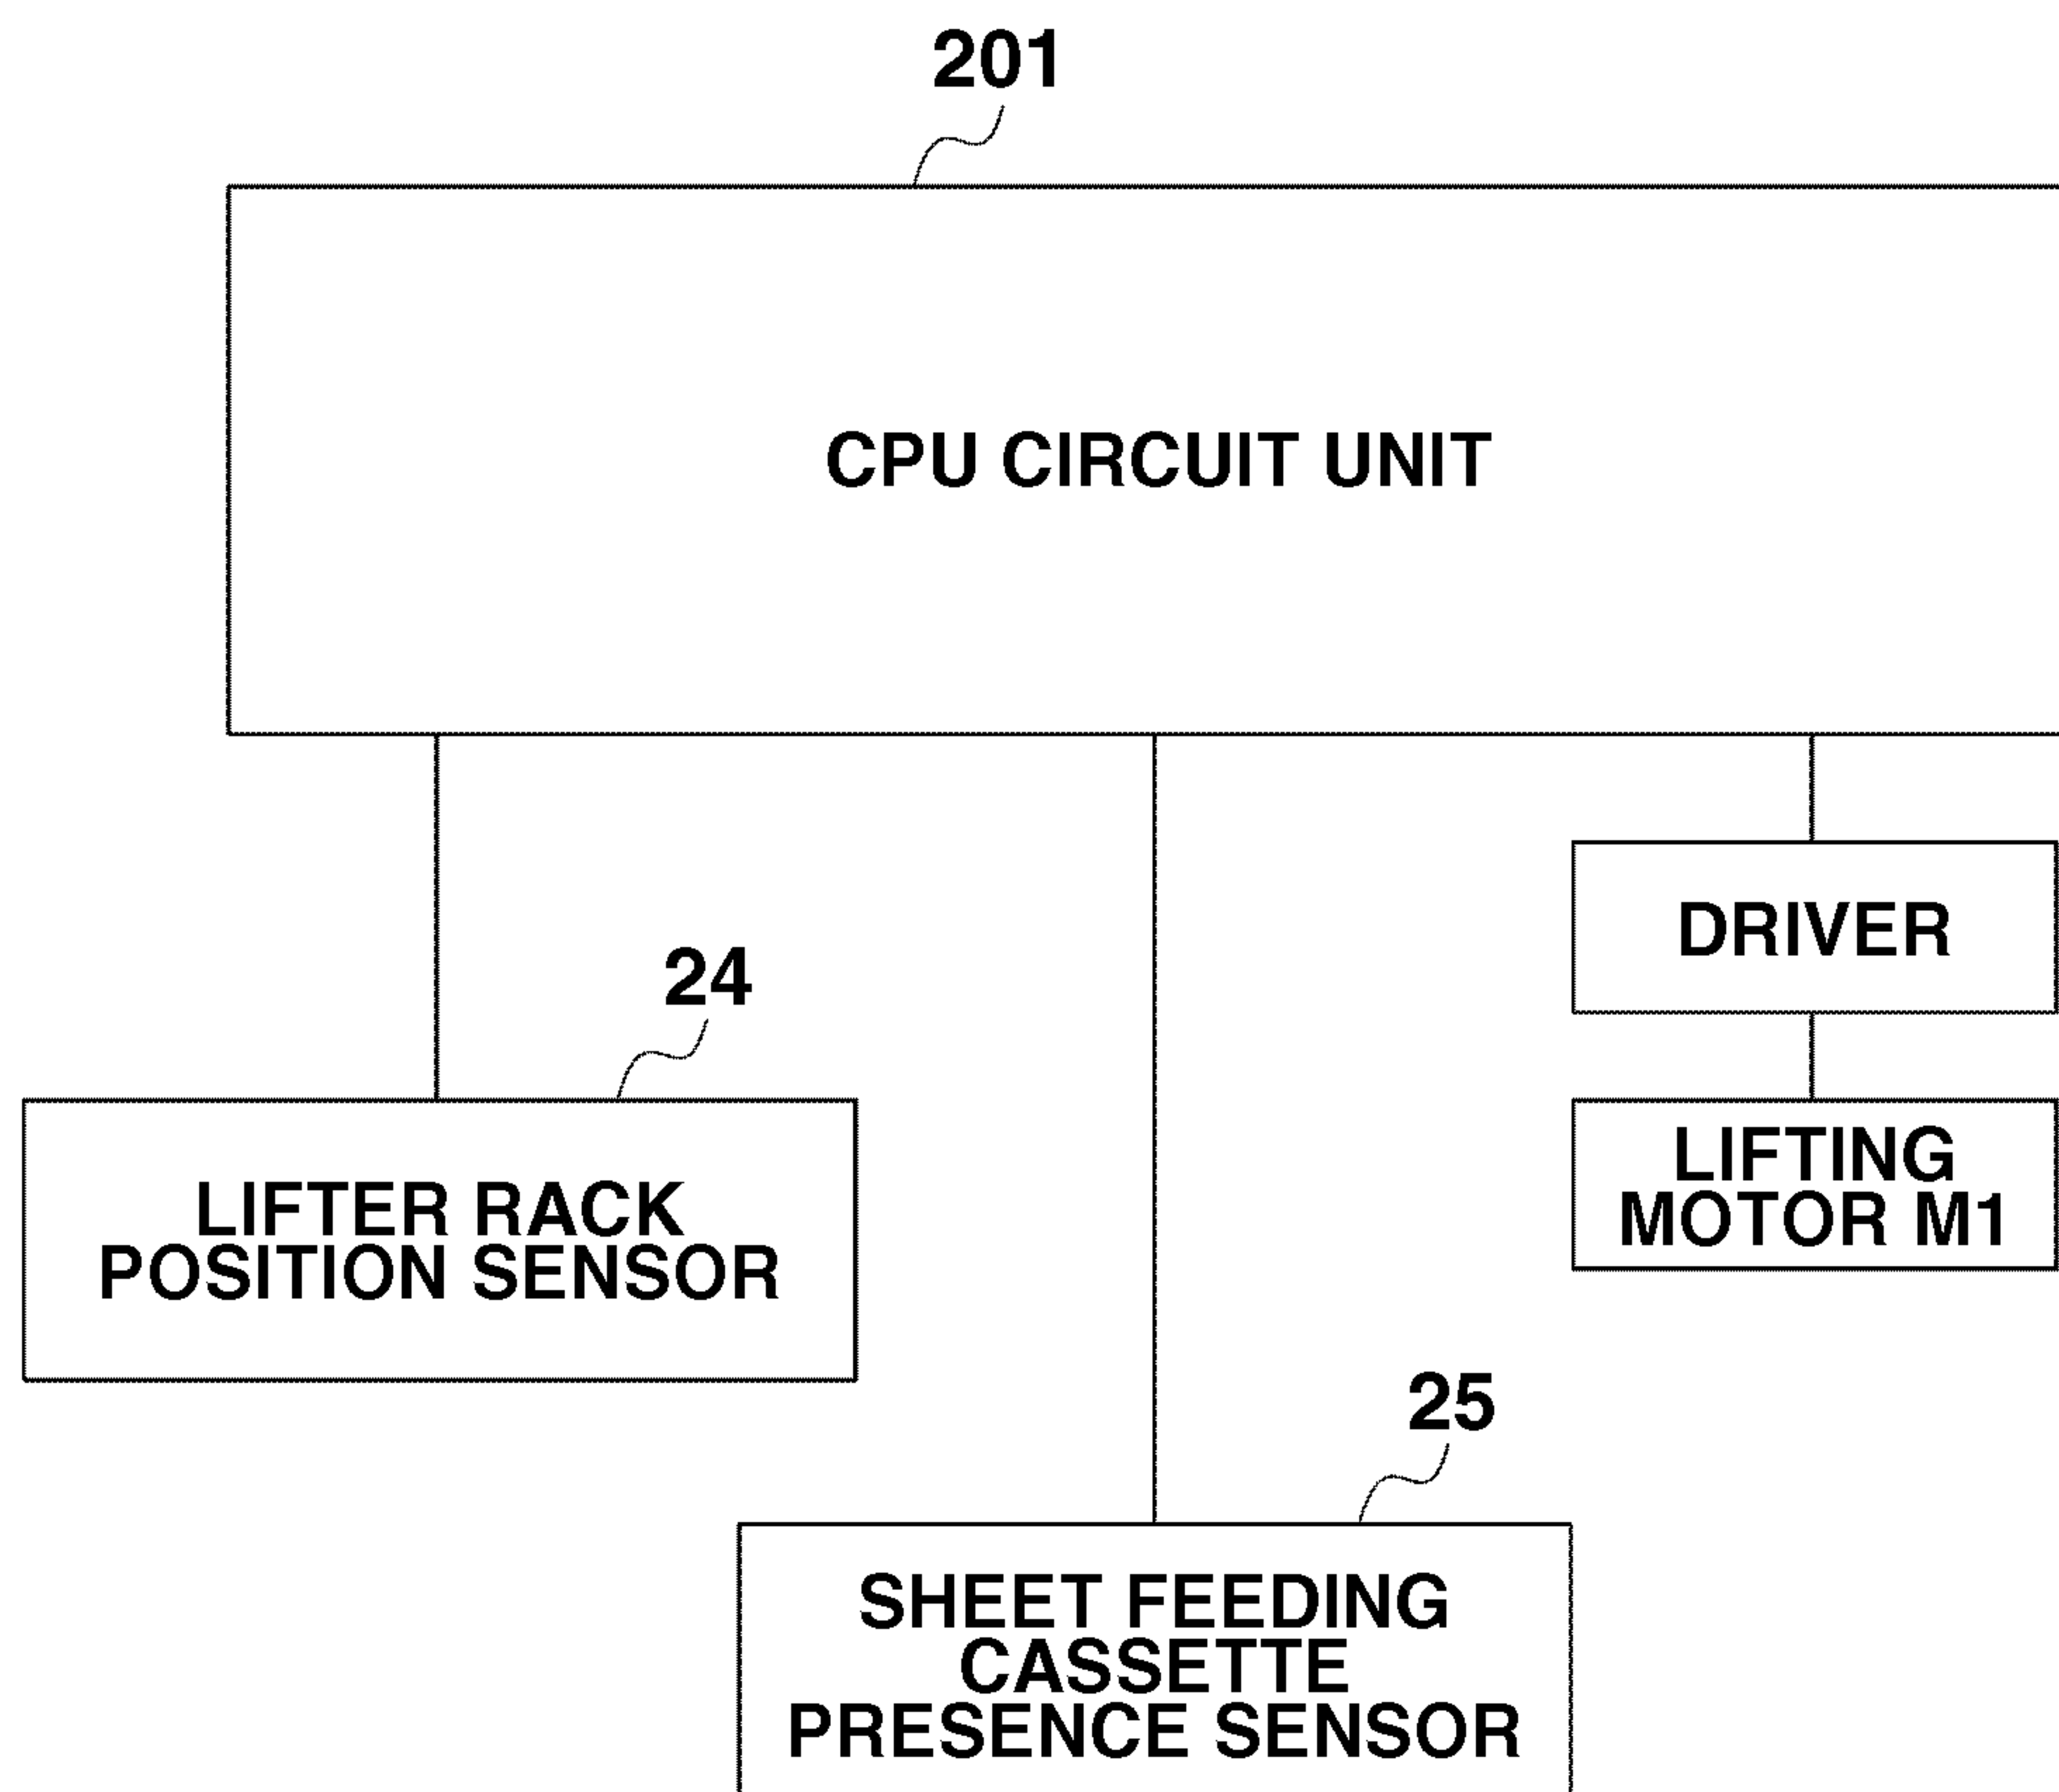 201
CPU CIRCUIT UNIT
DRIVER
24
LIFTING
MOTOR M1
LIFTER RACK
POSITION SENSOR
25
SHEET FEEDING
CASSETTE
PRESENCE SENSOR